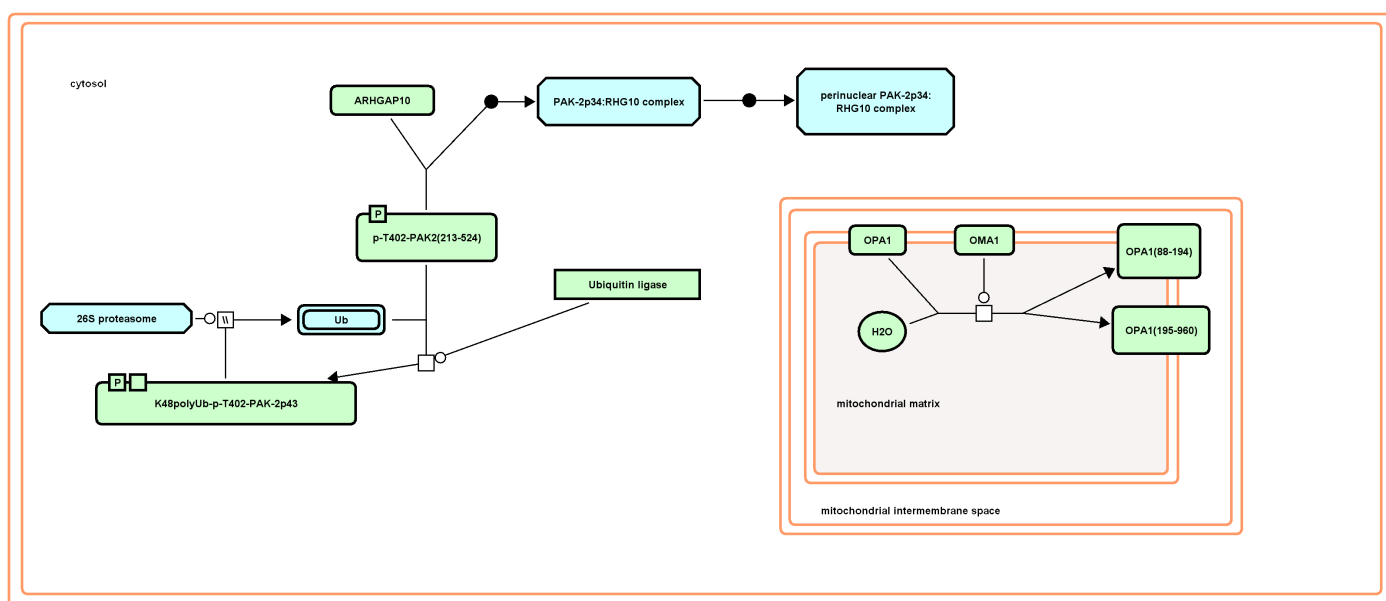 cytosol
ARHGAP10
PAK-2p34:RHG10 complex
perinuclear PAK-2p34:
RHG10 complex
P
p-T402-PAK2(213-524)
OPA1
OMA1
OPA1(88-194)
Ubiquitin ligase
26S proteasome
\\
Ub
H2O
OPA1(195-960)
P
K48polyUb-p-T402-PAK-2p43
mitochondrial matrix
mitochondrial intermembrane space